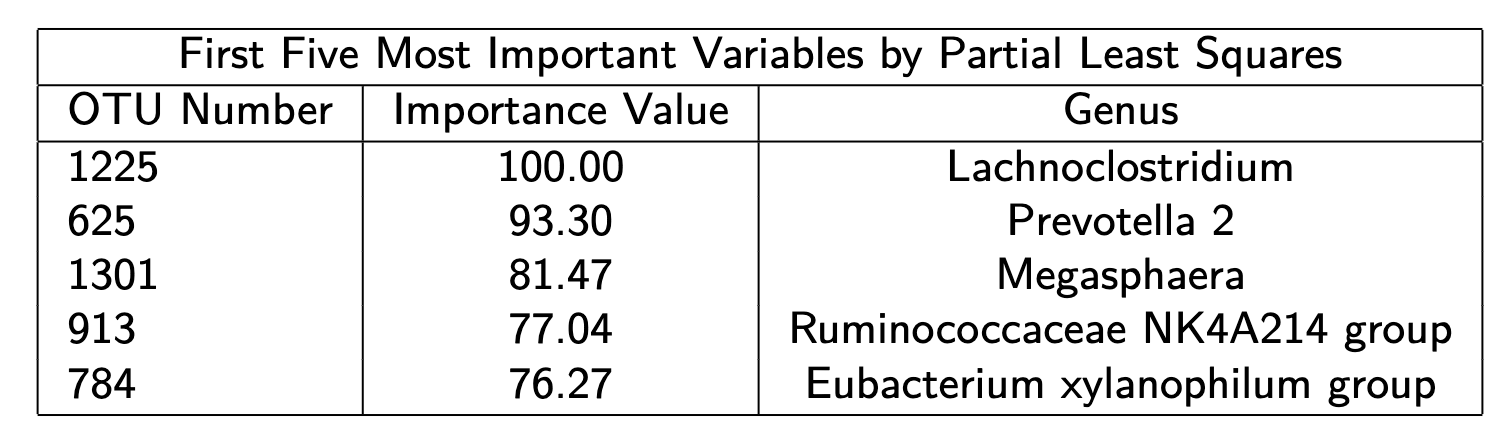 First Five Most Important Variables by Partial Least Squares
OTU Number Importance Value Genus
1225 100.00 Lachnoclostridium
625 93.30 Prevotella 2
1301 81.47 Megasphaera
913 77.04 Ruminococcaceae NK4A214 group
784 76.27 Eubacterium xylanophilum group